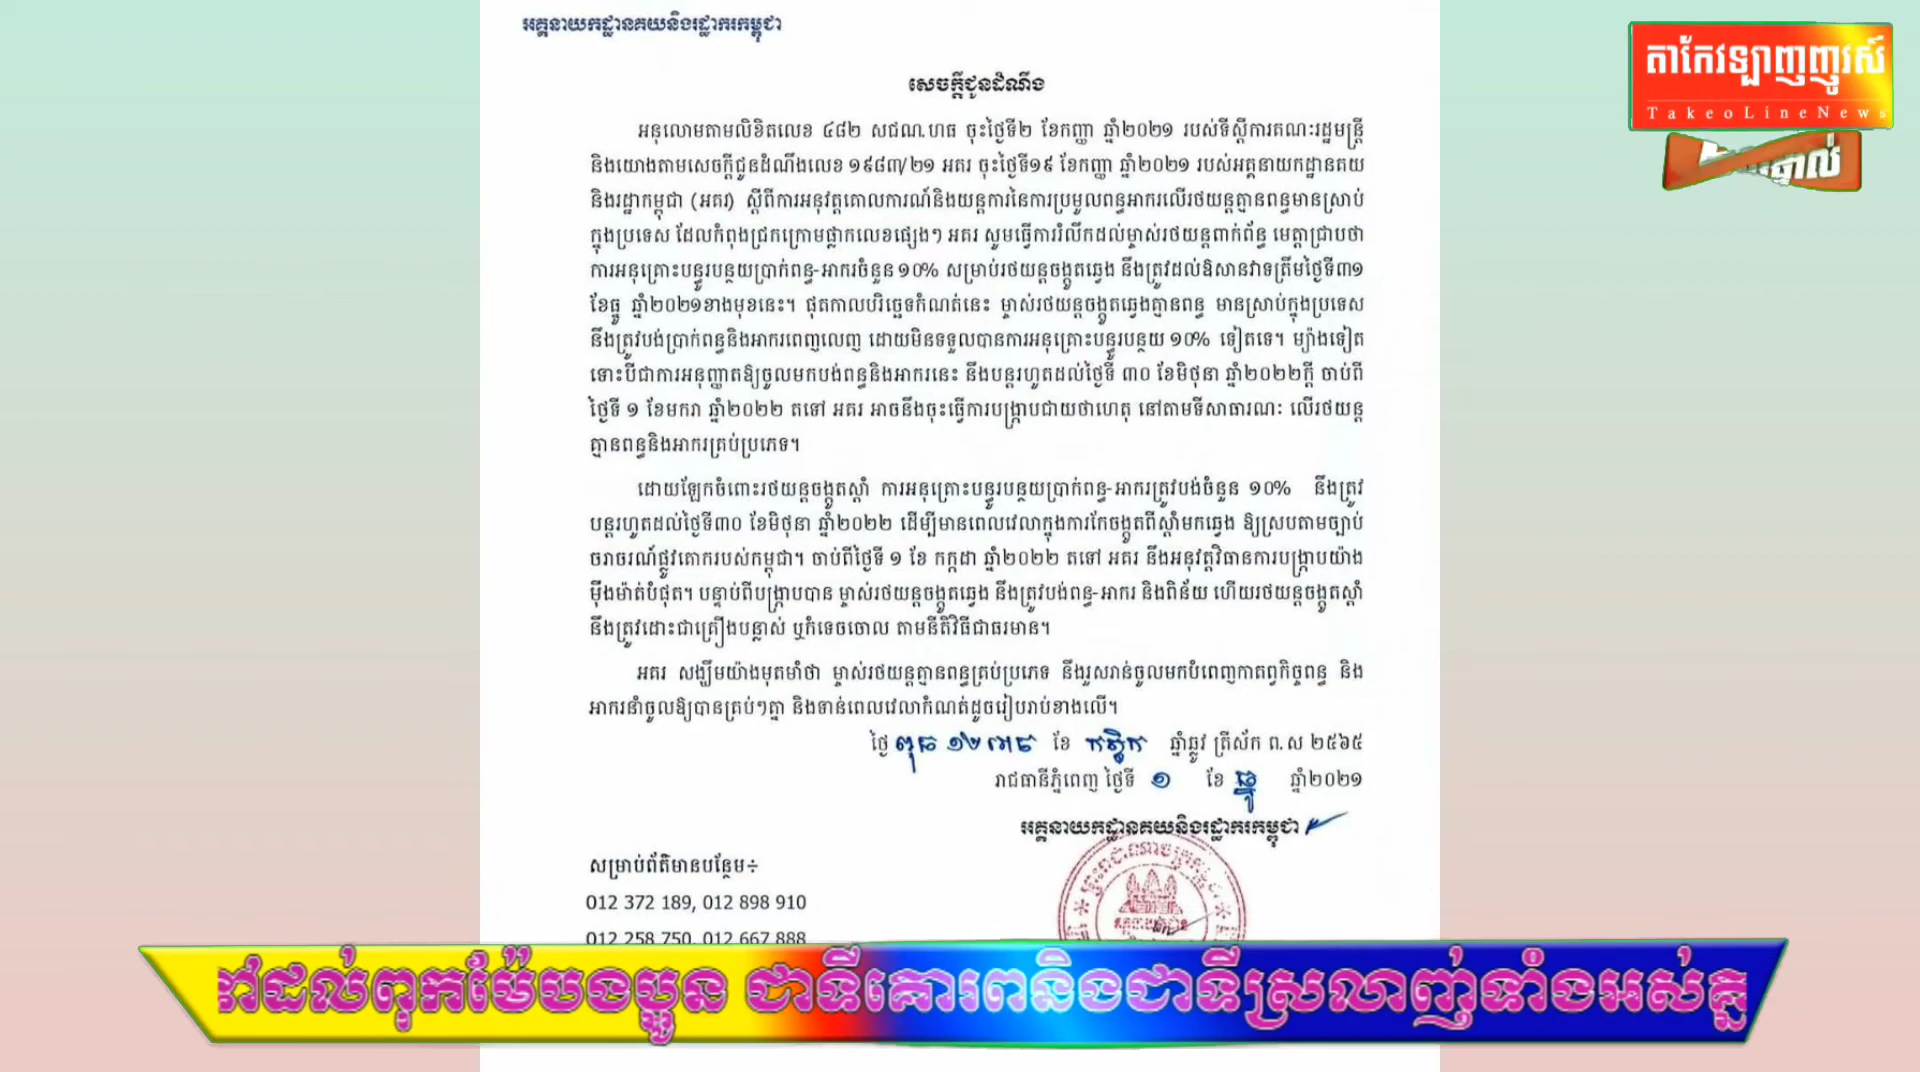 អគ្គនាយកដ្ឋានគយនិងរដ្ឋាករកម្ពុជា
តាកែវឡាញញូវស៍
TakeoLineNews
សេចក្តីជូនដំណឹង
អនុលោមតាមលិខិតលេខ ៤៨២ សជណ.ហធ ចុះថ្ងៃទី២ ខែកញ្ញា ឆ្នាំ២០២១ របស់ទីស្តីការគណៈរដ្ឋមន្ត្រី
និងយោងតាមសេចក្តីជូនដំណឹងលេខ ១៩៨៣/២១ អគរ ចុះថ្ងៃទី១៩ ខែកញ្ញា ឆ្នាំ២០២១ របស់អគ្គនាយកដ្ឋានគយ
និងរដ្ឋាកម្ពុជា (អគរ) ស្តីពីការអនុវត្តគោលការណ៍និងយន្តការនៃការប្រមូលពន្ធអាករលើរថយន្តគ្មានពន្ធមានស្រាប់
ក្នុងប្រទេស ដែលកំពុងជ្រកក្រោមផ្លាកលេខផ្សេងៗ អគរ សូមធ្វើការរំលឹកដល់ម្ចាស់រថយន្តពាក់ព័ន្ធ មេត្តាជ្រាបថា
ការអនុគ្រោះបន្ធូរបន្ថយប្រាក់ពន្ធ-អាករចំនួន ១០% សម្រាប់រថយន្តចង្កូតឆ្វេង នឹងត្រូវដល់ឱសានវាទត្រឹមថ្ងៃទី៣១
ខែធ្នូ ឆ្នាំ២០២១ខាងមុខនេះ។ ផុតកាលបរិច្ឆេទកំណត់នេះ ម្ចាស់រថយន្តចង្កូតឆ្វេងគ្មានពន្ធ មានស្រាប់ក្នុងប្រទេស
នឹងត្រូវបង់ប្រាក់ពន្ធនិងអាករពេញលេញ ដោយមិនទទួលបានការអនុគ្រោះបន្ធូរបន្ថយ ១០% ទៀតទេ។ ម្យ៉ាងទៀត
ទោះបីជាការអនុញ្ញាតឱ្យចូលមកបង់ពន្ធនិងអាករនេះ នឹងបន្តរហូតដល់ថ្ងៃទី ៣០ ខែមិថុនា ឆ្នាំ២០២២ក្តី ចាប់ពី
ថ្ងៃទី ១ ខែមករា ឆ្នាំ២០២២ តទៅ អគរ អាចនឹងចុះធ្វើការបង្ក្រាបជាយថាហេតុ នៅតាមទីសាធារណៈ លើរថយន្ត
គ្មានពន្ធនិងអាករគ្រប់ប្រភេទ។
ដោយឡែកចំពោះរថយន្តចង្កូតស្តាំ ការអនុគ្រោះបន្ធូរបន្ថយប្រាក់ពន្ធ-អាករត្រូវបង់ចំនួន ១០% នឹងត្រូវ
បន្តរហូតដល់ថ្ងៃទី៣០ ខែមិថុនា ឆ្នាំ២០២២ ដើម្បីមានពេលវេលាក្នុងការកែចង្កូតពីស្តាំមកឆ្វេង ឱ្យស្របតាមច្បាប់
ចរាចរណ៍ផ្លូវគោករបស់កម្ពុជា។ ចាប់ពីថ្ងៃទី ១ ខែ កក្កដា ឆ្នាំ២០២២ តទៅ អគរ នឹងអនុវត្តវិធានការបង្ក្រាបយ៉ាង
ម៉ឺងម៉ាត់បំផុត។ បន្ទាប់ពីបង្ក្រាបបាន ម្ចាស់រថយន្តចង្កូតឆ្វេង នឹងត្រូវបង់ពន្ធ-អាករ និងពិន័យ ហើយរថយន្តចង្កូតស្តាំ
នឹងត្រូវដោះជាគ្រឿងបន្លាស់ ឬកំទេចចោល តាមនីតិវិធីជាធរមាន។
អគរ សង្ឃឹមយ៉ាងមុតមាំថា ម្ចាស់រថយន្តគ្មានពន្ធគ្រប់ប្រភេទ នឹងរួសរាន់ចូលមកបំពេញកាតព្វកិច្ចពន្ធ និង
អាករនាំចូលឱ្យបានគ្រប់ៗគ្នា និងទាន់ពេលវេលាកំណត់ដូចរៀបរាប់ខាងលើ។
ថ្ងៃ ពុធ ១២ រោច ខែ កត្តិក ឆ្នាំឆ្លូវ ត្រីស័ក ព.ស ២៥៦៥
រាជធានីភ្នំពេញ ថ្ងៃទី ១ ខែ ធ្នូ ឆ្នាំ២០២១
អគ្គនាយកដ្ឋានគយនិងរដ្ឋាករកម្ពុជា
សម្រាប់ព័ត៌មានបន្ថែម÷
012 372 189, 012 898 910
012 258 750, 012 667 888
រាជដល់ពុកម៉ែបងប្អូន ជាទីគោរពនិងជាទីស្រលាញ់ទាំងអស់គ្នា